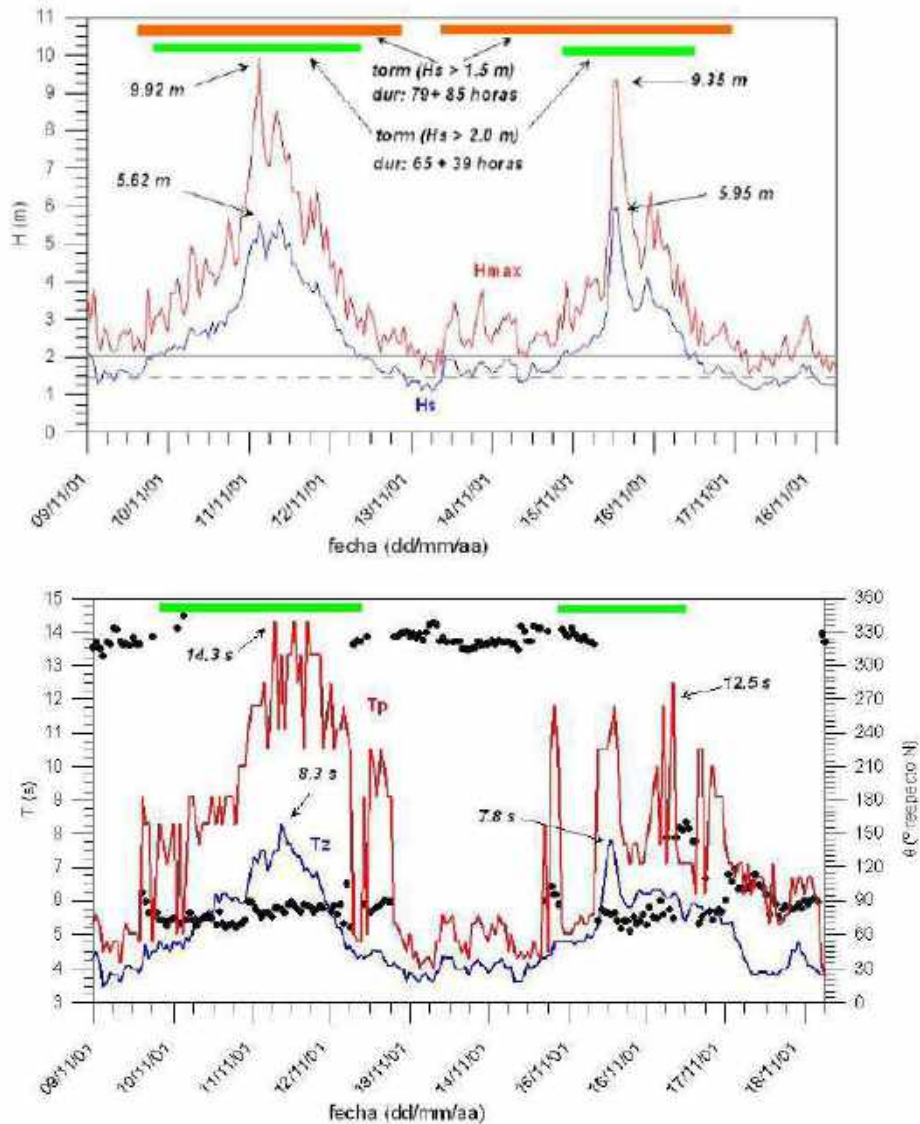 11
10
9
8
7
6
5
4
3
2
1
0
H (m)
torm (Hs > 1.5 m)
dur: 79+ 85 horas
torm (Hs > 2.0 m)
dur: 65 + 39 horas
9.92 m
5.62 m
9.35 m
5.95 m
Hmax
Hs
09/11/01
10/11/01
11/11/01
12/11/01
13/11/01
14/11/01
15/11/01
16/11/01
17/11/01
18/11/01
fecha (dd/mm/aa)
15
14
13
12
11
10
9
8
7
6
5
4
3
T (s)
14.3 s
Tp
8.3 s
Tz
7.8 s
12.5 s
360
330
300
270
240
210
180
150
120
90
60
30
0
θ (º respecto N)
09/11/01
10/11/01
11/11/01
12/11/01
13/11/01
14/11/01
15/11/01
16/11/01
17/11/01
18/11/01
fecha (dd/mm/aa)